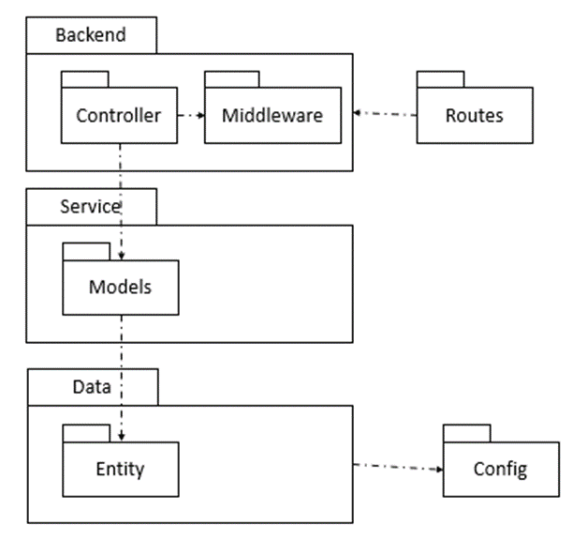 Backend
Controller
Middleware
Routes
Service
Models
Data
Entity
Config